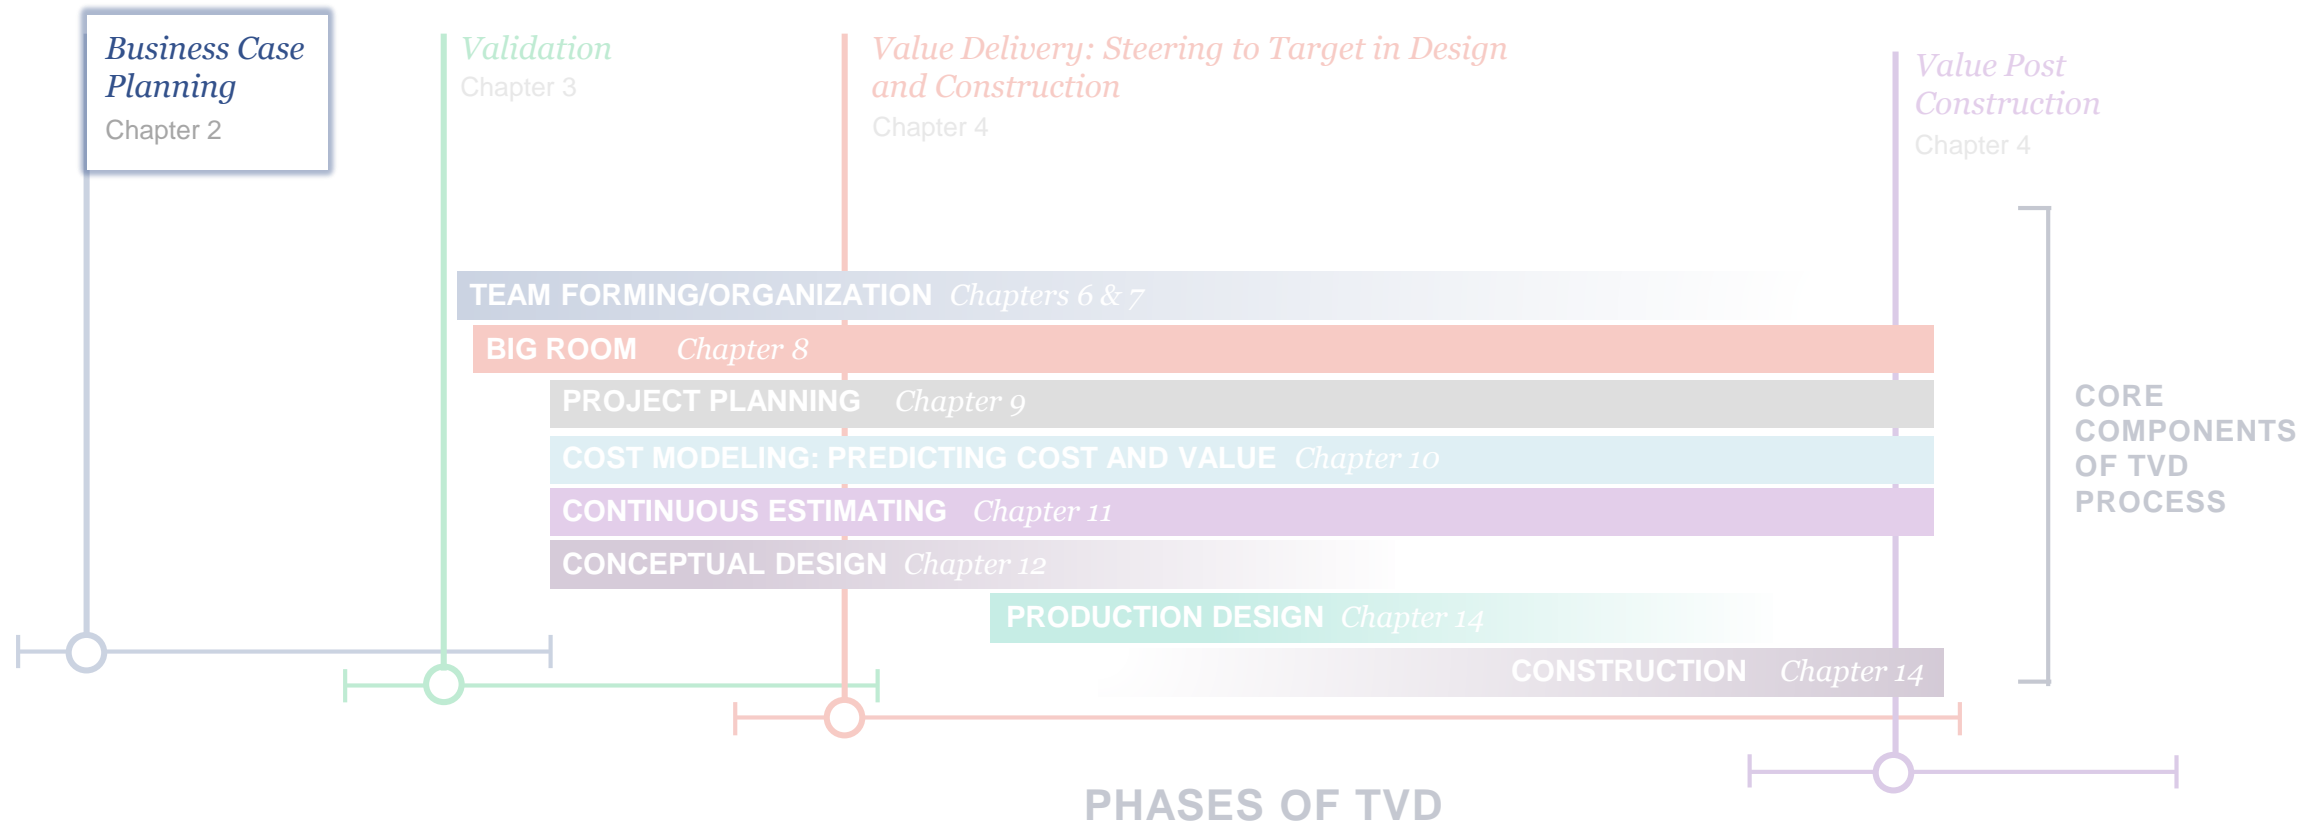 Business Case
Planning
Chapter 2
Validation
Chapter 3
Value Delivery: Steering to Target in Design
and Construction
Chapter 4
Value Post
Construction
Chapter 4
TEAM FORMING/ORGANIZATION Chapters 6 & 7
BIG ROOM Chapter 8
PROJECT PLANNING Chapter 9
COST MODELING: PREDICTING COST AND VALUE Chapter 10
CONTINUOUS ESTIMATING Chapter 11
CONCEPTUAL DESIGN Chapter 12
PRODUCTION DESIGN Chapter 14
CONSTRUCTION Chapter 14
CORE
COMPONENTS
OF TVD
PROCESS
PHASES OF TVD